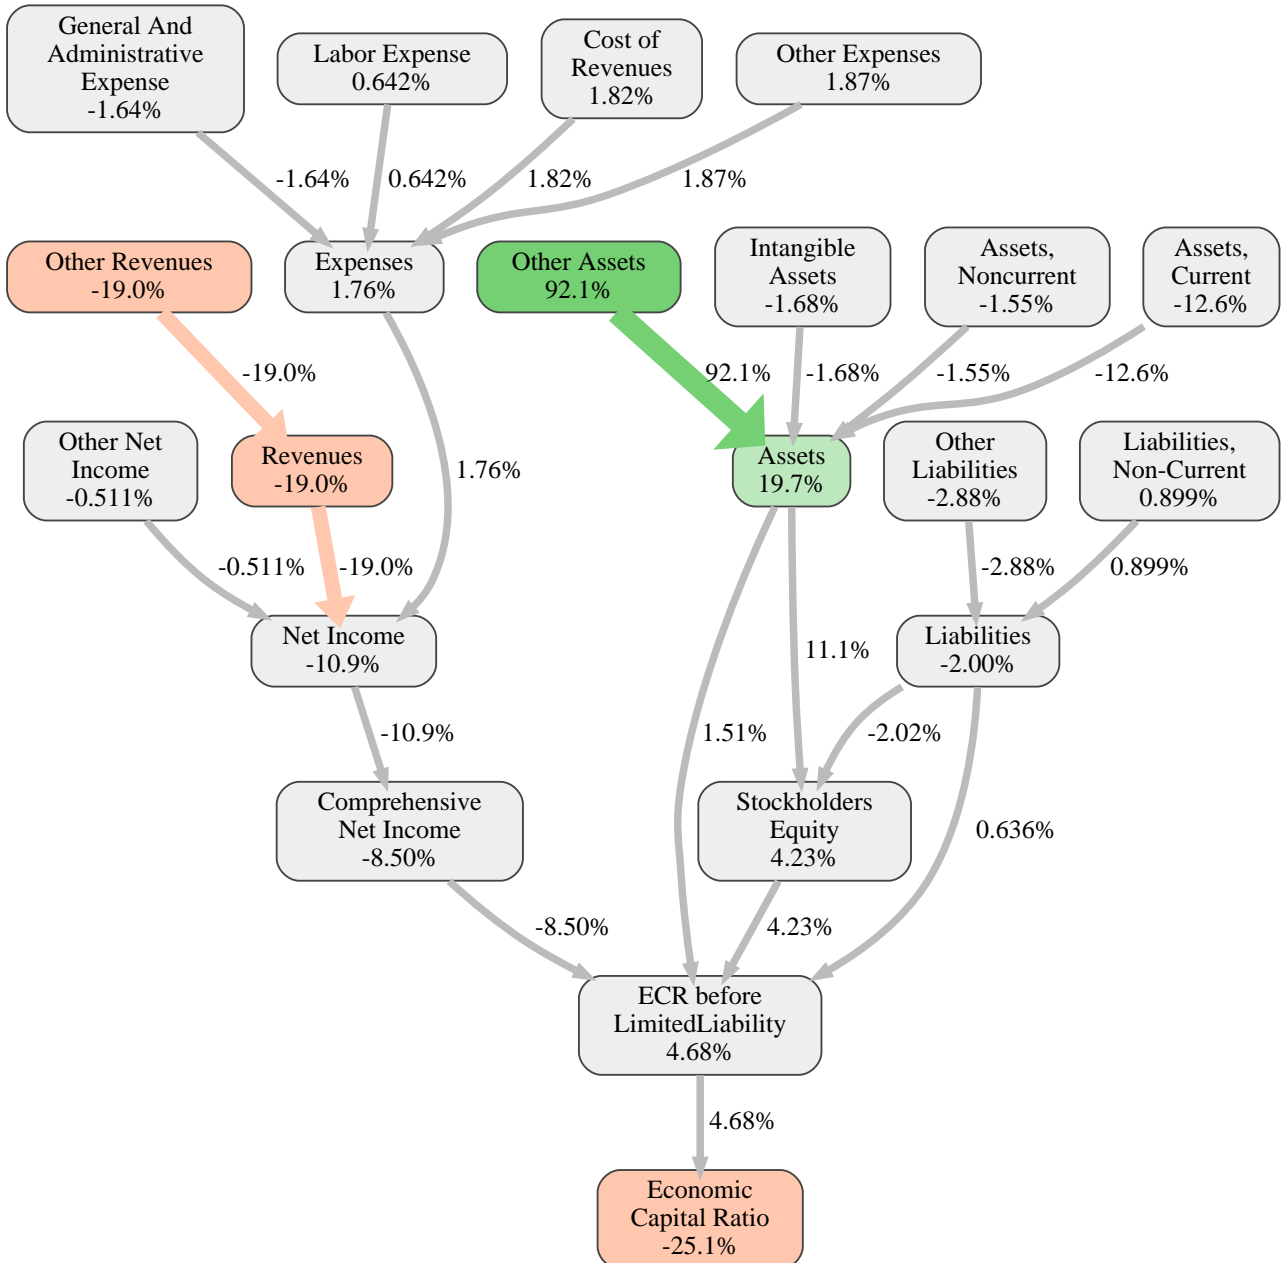 General And
Administrative
Expense
-1.64%
Labor Expense
0.642%
Cost of
Revenues
1.82%
Other Expenses
1.87%
-1.64%
0.642%
1.82%
1.87%
Other Revenues
-19.0%
Expenses
1.76%
Other Assets
92.1%
Intangible
Assets
-1.68%
Assets,
Noncurrent
-1.55%
Assets,
Current
-12.6%
-19.0%
92.1%
-1.68%
-1.55%
-12.6%
Other Net
Income
-0.511%
Revenues
-19.0%
1.76%
Assets
19.7%
Other
Liabilities
-2.88%
Liabilities,
Non-Current
0.899%
-0.511%
-19.0%
-2.88%
0.899%
Net Income
-10.9%
11.1%
Liabilities
-2.00%
-10.9%
1.51%
-2.02%
Comprehensive
Net Income
-8.50%
Stockholders
Equity
4.23%
0.636%
-8.50%
4.23%
ECR before
LimitedLiability
4.68%
4.68%
Economic
Capital Ratio
-25.1%